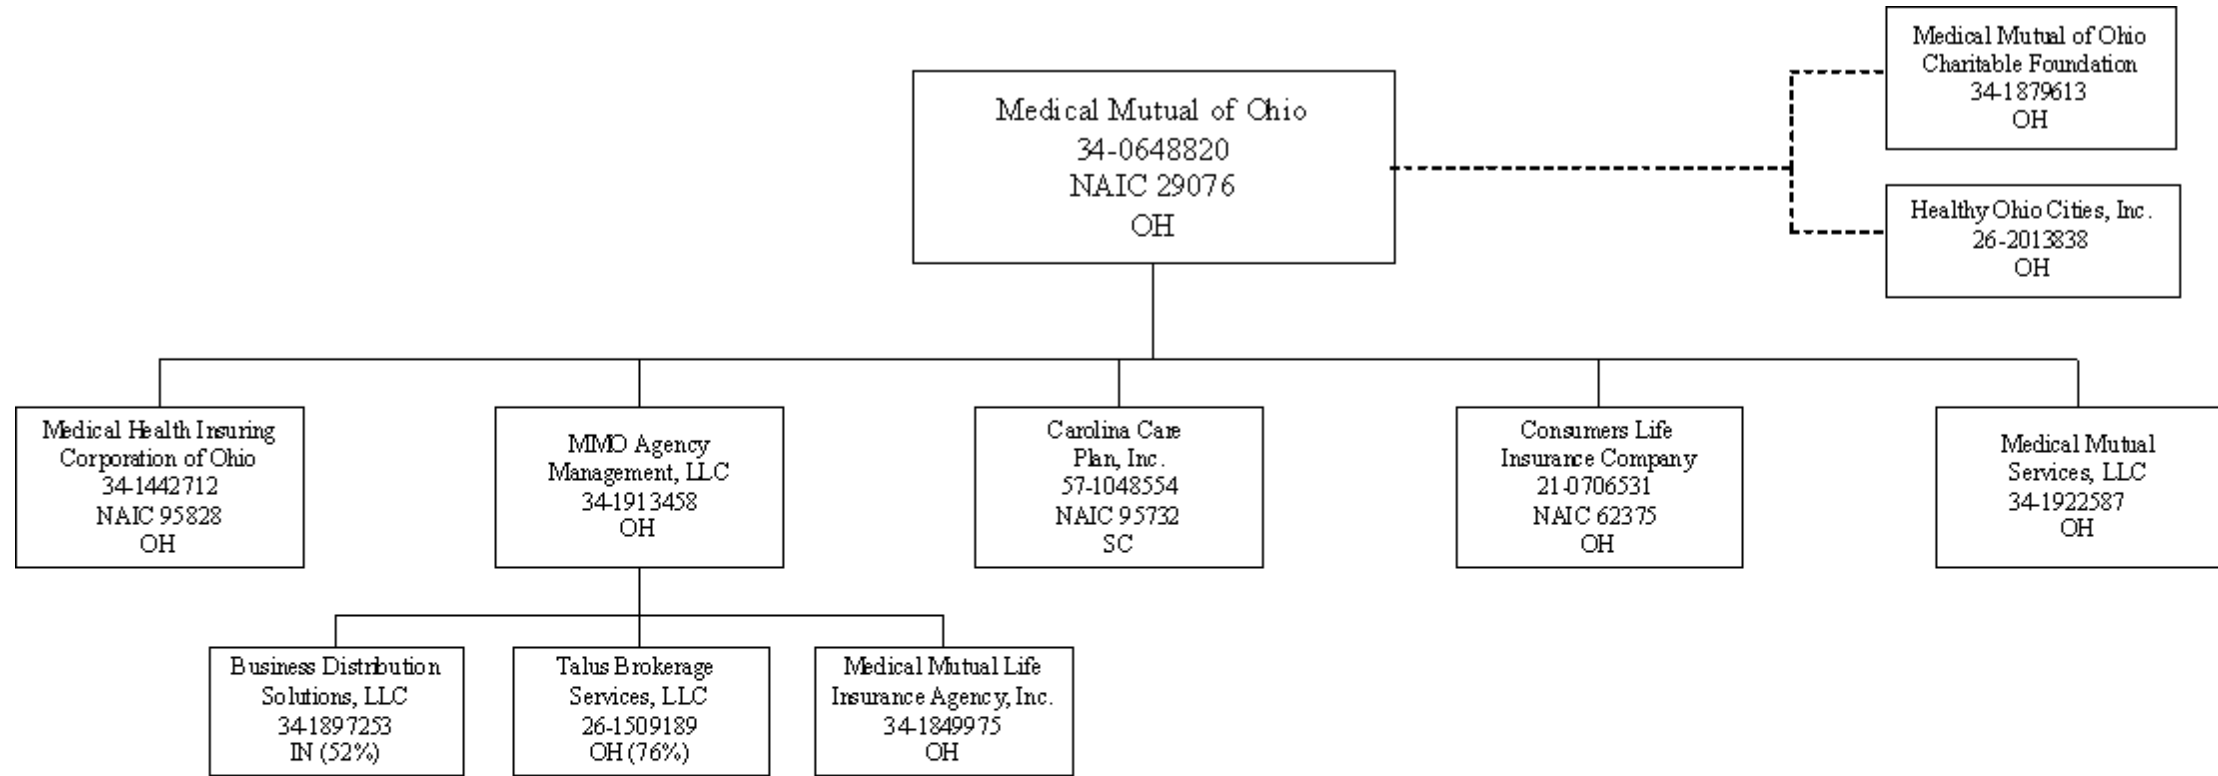 Medical Mutual of Ohio
Charitable Foundation
34-1879613
OH
Medical Mutual of Ohio
34-0648820
NAIC 29076
OH
Healthy Ohio Cities, Inc.
26-2013838
OH
Medical Health Insuring
Corporation of Ohio
34-1442712
NAIC 95828
OH
MMO Agency
Management, LLC
34-1913458
OH
Carolina Care
Plan, Inc.
57-1048554
NAIC 95732
SC
Consumers Life
Insurance Company
21-0706531
NAIC 62375
OH
Medical Mutual
Services, LLC
34-1922587
OH
Business Distribution
Solutions, LLC
34-1897253
IN (52%)
Talus Brokerage
Services, LLC
26-1509189
OH (76%)
Medical Mutual Life
Insurance Agency, Inc.
34-1849975
OH